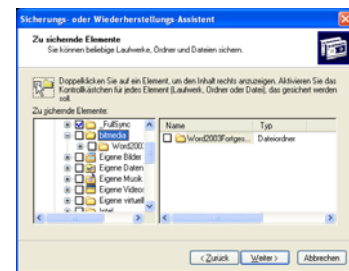 Sicherungs- oder Wiederherstellungs-Assistent
Zu sichernde Elemente
Sie können beliebige Laufwerke, Ordner und Dateien sichern.
Doppelklicken Sie auf ein Element, um den Inhalt rechts anzuzeigen. Aktivieren Sie das
Kontrollkästchen für jedes Element (Laufwerk, Ordner oder Datei), das gesichert werden
soll.
Zu sichernde Elemente:
_FullSync
bitmedia
Word200
Eigene Bilder
Eigene Daten
Eigene Musik
Eigene Videos
Eigene virtuell
Intel
Name
Typ
Word2003Fortges...
Dateiordner
< Zurück
Weiter >
Abbrechen